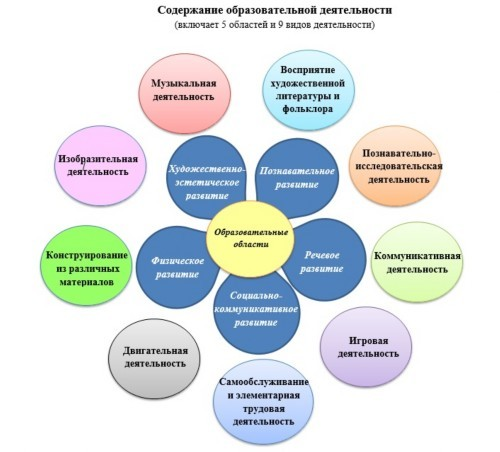 Содержание образовательной деятельности
(включает 5 областей и 9 видов деятельности)
Музыкальная
деятельность
Восприятие
художественной
литературы и
фольклора
Изобразительная
деятельность
Художественно-
эстетическое
развитие
Познавательное
развитие
Познавательно-
исследовательская
деятельность
Образовательные
области
Конструирование
из различных
материалов
Физическое
развитие
Речевое
развитие
Коммуникативная
деятельность
Социально-
коммуникативное
развитие
Двигательная
деятельность
Игровая
деятельность
Самообслуживание
и элементарная
трудовая
деятельность